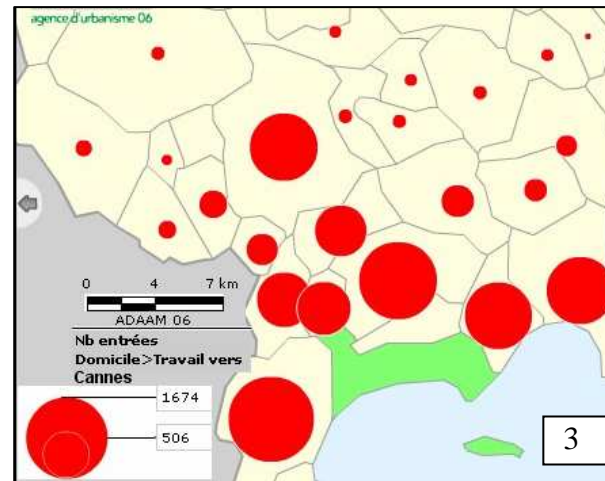 agence d'urbanisme 06
0 4 7 km
ADAAM 06
Nb entrées
Domicile>Travail vers
Cannes
1674
506
3